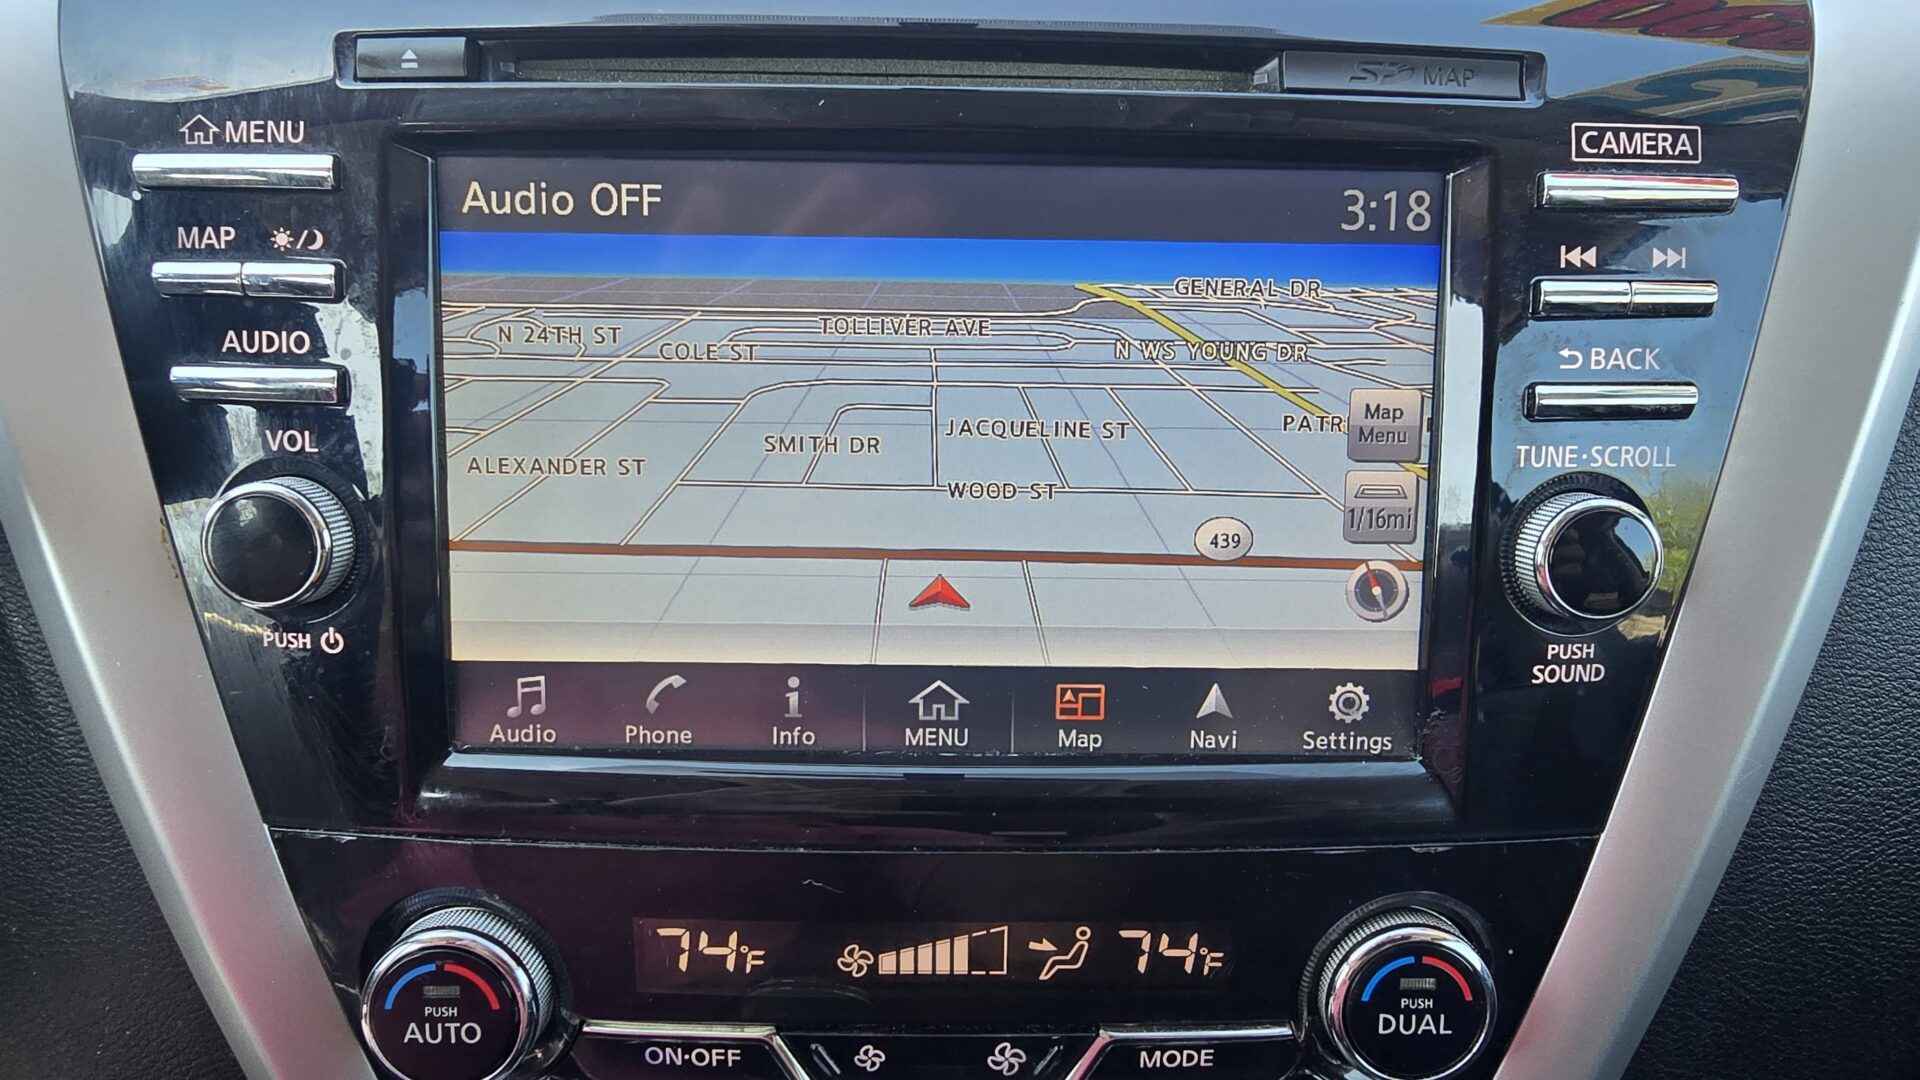 MAP
MENU
CAMERA
Audio OFF
3:18
MAP
AUDIO
VOL
PUSH
BACK
TUNE·SCROLL
PUSH
SOUND
GENERAL DR
N 24TH ST
TOLLIVER AVE
COLE ST
N WS YOUNG DR
Map
Menu
JACQUELINE ST
PATR
SMITH DR
ALEXANDER ST
WOOD ST
1/16mi
439
Audio
Phone
Info
MENU
Map
Navi
Settings
74°F
74°F
PUSH
AUTO
PUSH
DUAL
ON·OFF
MODE